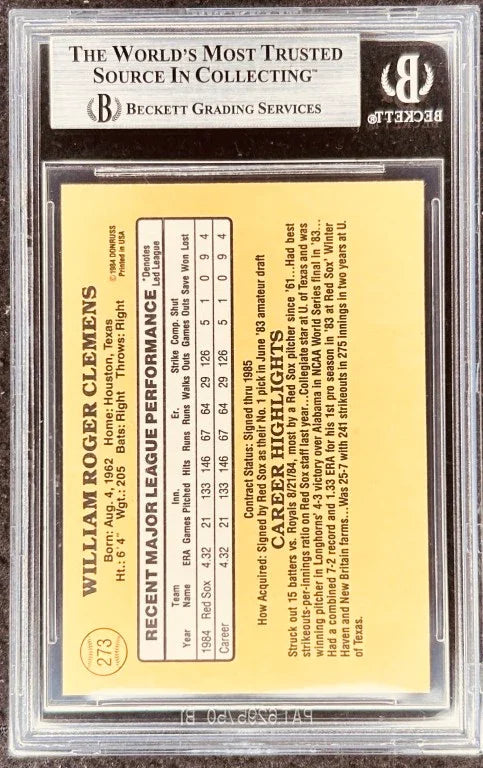 THE WORLD'S MOST TRUSTED
SOURCE IN COLLECTING™
B BECKETT GRADING SERVICES
B
BECKETT®
273
WILLIAM ROGER CLEMENS
Born: Aug. 4, 1962 Home: Houston, Texas
Ht.: 6'4" Wgt.: 205 Bats: Right Throws: Right
© 1984 DONRUSS
Printed in USA
RECENT MAJOR LEAGUE PERFORMANCE
*Denotes
Led League
Team Inn. Er. Strike Comp. Shut
Year Name ERA Games Pitched Hits Runs Runs Walks Outs Games Outs Save Won Lost
1984 Red Sox 4.32 21 133 146 67 64 29 126 5 1 0 9 4
Career 4.32 21 133 146 67 64 29 126 5 1 0 9 4
Contract Status: Signed thru 1985
How Acquired: Signed by Red Sox as their No. 1 pick in June '83 amateur draft
CAREER HIGHLIGHTS
Struck out 15 batters vs. Royals 8/21/84, most by a Red Sox pitcher since '61...Had best
strikeouts-per-innings ratio on Red Sox staff last year...Collegiate star at U. of Texas and was
winning pitcher in Longhorns' 4-3 victory over Alabama in NCAA World Series final in '83...
Had a combined 7-2 record and 1.33 ERA for his 1st pro season in '83 at Red Sox' Winter
Haven and New Britain farms...Was 25-7 with 241 strikeouts in 275 innings in two years at U.
of Texas.